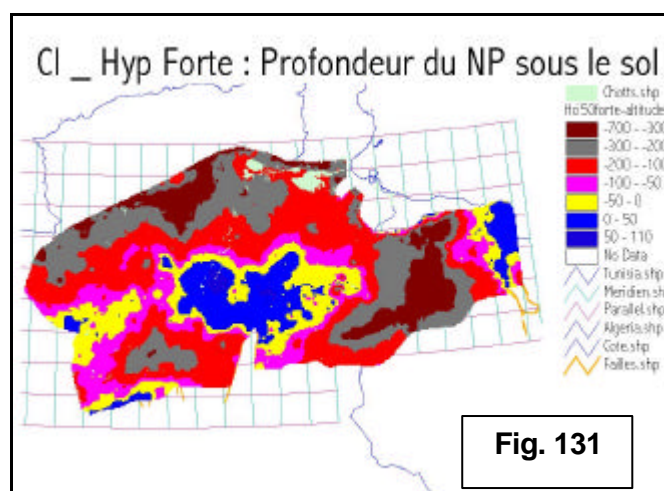 CI _ Hyp Forte : Profondeur du NP sous le sol
Chotts.shp
-700 - -300
-300 - -200
-200 - -100
-100 - -50
-50 - 0
0 - 50
50 - 110
No Data
Tunisia.shp
Meridien.sh
Parallel.shp
Algeria.shp
Cote.shp
Failles.shp
Fig. 131